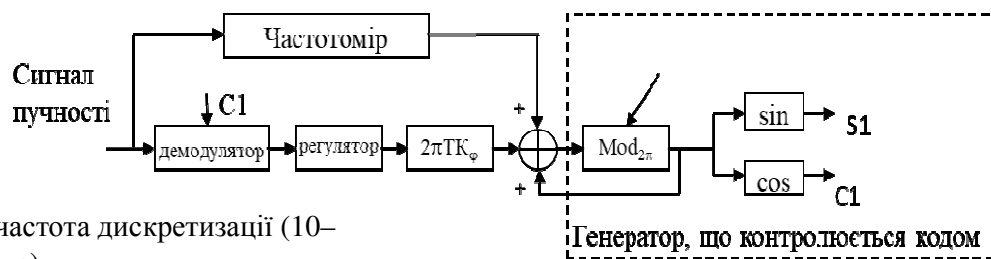 Частотомір
Сигнал
пучності
C1
демодулятор
регулятор
2πTKφ
+
+
Mod2π
sin
cos
S1
C1
частота дискретизації (10–
Генератор, що контролюється кодом